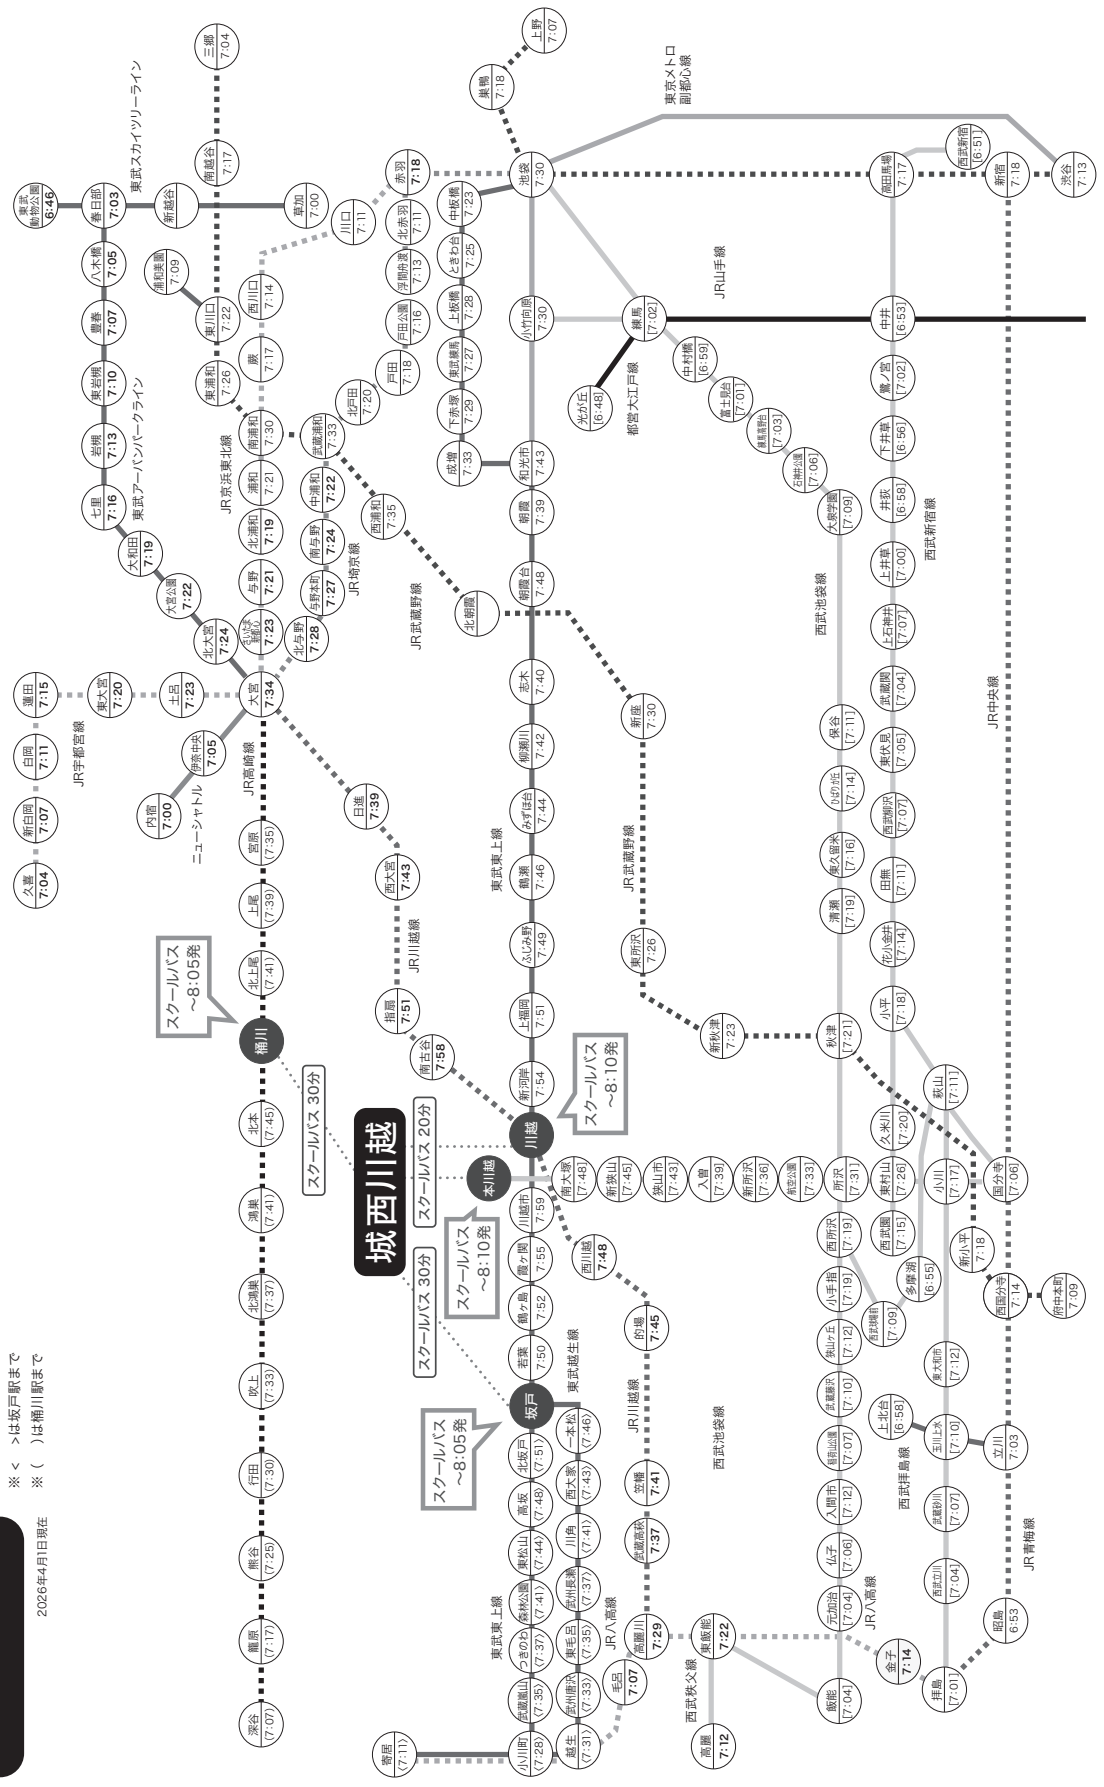 ※＜　＞は坂戸駅まで
※（　）は桶川駅まで
2026年4月1日現在
城西川越
スクールバス 30分
スクールバス 20分
スクールバス 30分
スクールバス
～8:05発
スクールバス
～8:10発
スクールバス
～8:10発
スクールバス
～8:05発
桶川
本川越
川越
坂戸
JR高崎線
深谷
(7:07)
籠原
(7:17)
熊谷
(7:25)
行田
(7:30)
吹上
(7:33)
北鴻巣
(7:37)
鴻巣
(7:41)
北本
(7:45)
北上尾
(7:41)
上尾
(7:39)
宮原
(7:35)
大宮
7:34
JR宇都宮線
久喜
7:04
新白岡
7:07
白岡
7:11
蓮田
7:15
東大宮
7:20
土呂
7:23
ニューシャトル
内宿
7:00
伊奈中央
7:05
東武スカイツリーライン
東武
動物公園
6:46
春日部
7:03
新越谷
草加
7:00
東武アーバンパークライン
八木橋
7:05
豊春
7:07
東岩槻
7:10
岩槻
7:13
七里
7:16
大和田
7:19
大宮公園
7:22
北大宮
7:24
三郷
7:04
南越谷
7:17
浦和美園
7:09
東川口
7:22
東浦和
7:26
JR京浜東北線
川口
7:11
西川口
7:14
蕨
7:17
南浦和
7:30
浦和
7:21
北浦和
7:19
与野
7:21
さいたま
新都心
7:23
JR埼京線
赤羽
7:18
北赤羽
7:11
浮間舟渡
7:13
戸田公園
7:16
戸田
7:18
北戸田
7:20
武蔵浦和
7:33
中浦和
7:22
南与野
7:24
与野本町
7:27
北与野
7:28
JR武蔵野線
西浦和
7:35
北朝霞
新座
7:30
JR武蔵野線
東所沢
7:26
新秋津
7:23
新小平
7:18
西国分寺
7:14
府中本町
7:09
JR川越線
日進
7:39
西大宮
7:43
指扇
7:51
南古谷
7:58
西川越
7:48
的場
7:45
JR川越線
笠幡
7:41
武蔵高萩
7:37
高麗川
7:29
上野
7:07
巣鴨
7:18
池袋
7:30
中板橋
7:23
ときわ台
7:25
上板橋
7:28
東武練馬
7:27
下赤塚
7:29
成増
7:33
小竹向原
7:30
和光市
7:43
朝霞
7:39
朝霞台
7:48
志木
7:40
柳瀬川
7:42
みずほ台
7:44
東武東上線
鶴瀬
7:46
ふじみ野
7:49
上福岡
7:51
新河岸
7:54
川越市
7:59
霞ヶ関
7:55
鶴ヶ島
7:52
若葉
7:50
北坂戸
〈7:51〉
高坂
〈7:48〉
東松山
〈7:44〉
森林公園
〈7:41〉
つきのわ
〈7:37〉
武蔵嵐山
〈7:35〉
小川町
〈7:28〉
寄居
〈7:11〉
東武東上線
東武越生線
一本松
〈7:46〉
西大家
〈7:43〉
川角
〈7:41〉
武州長瀬
〈7:37〉
東毛呂
〈7:35〉
武州唐沢
〈7:33〉
越生
〈7:31〉
JR八高線
毛呂
7:07
東飯能
7:22
西武秩父線
高麗
7:12
飯能
[7:04]
JR八高線
金子
7:14
拝島
[7:01]
東京メトロ
副都心線
JR山手線
高田馬場
7:17
西武新宿
[6:51]
新宿
7:18
渋谷
7:13
都営大江戸線
光が丘
[6:48]
練馬
[7:02]
中井
[6:53]
中村橋
[6:59]
富士見台
[7:01]
練馬高野台
[7:03]
石神井公園
[7:06]
大泉学園
[7:09]
西武池袋線
保谷
[7:11]
ひばりが丘
[7:14]
東久留米
[7:16]
清瀬
[7:19]
秋津
[7:21]
所沢
[7:31]
西所沢
[7:19]
小手指
[7:19]
狭山ヶ丘
[7:12]
武蔵藤沢
[7:10]
稲荷山公園
[7:07]
入間市
[7:12]
仏子
[7:06]
元加治
[7:04]
西武池袋線
南大塚
[7:48]
新狭山
[7:45]
狭山市
[7:43]
入曽
[7:39]
新所沢
[7:36]
航空公園
[7:33]
西武新宿線
鷺ノ宮
[7:02]
下井草
[6:56]
井荻
[6:58]
上井草
[7:00]
上石神井
[7:07]
武蔵関
[7:04]
東伏見
[7:05]
西武柳沢
[7:07]
田無
[7:11]
花小金井
[7:14]
小平
[7:18]
久米川
[7:20]
東村山
[7:26]
西武園
[7:15]
西武球場前
[7:09]
多摩湖
[6:55]
萩山
[7:11]
小川
[7:17]
国分寺
[7:06]
東大和市
[7:12]
上北台
[6:58]
玉川上水
[7:10]
西武拝島線
武蔵砂川
[7:07]
西武立川
[7:04]
JR中央線
立川
7:03
JR青梅線
昭島
6:53